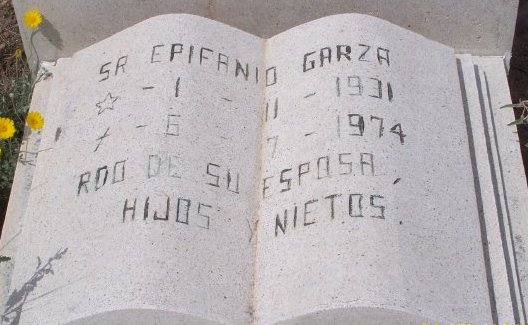 SR EPIFANIO GARZA
☆ - 1 - 11 - 1931
✝ - 6 - 7 - 1974
RDO DE SU ESPOSA,
HIJOS Y NIETOS.